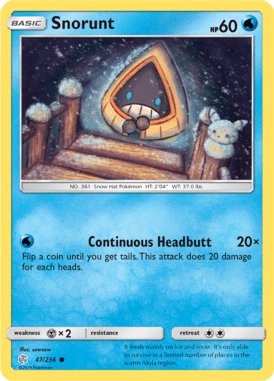 BASIC
Snorunt
HP60
NO. 361 Snow Hat Pokémon HT: 2'04" WT: 37.0 lbs.
Continuous Headbutt 20×
Flip a coin until you get tails. This attack does 20 damage
for each heads.
weakness ×2 resistance retreat
Illus. sowsow
It feeds mainly on ice and snow. It's only able
to survive in a limited number of places in the
warm Alola region.
47/236
©2019 Pokémon